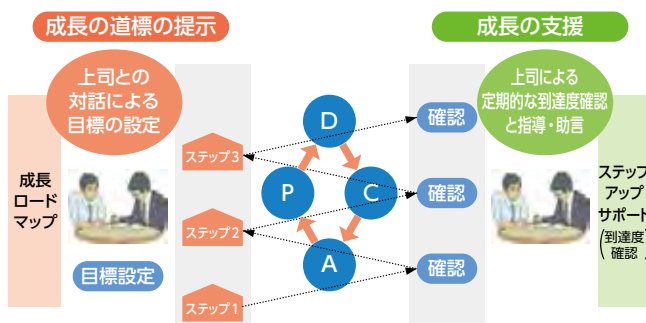 成長の道標の提示
成長の支援
上司との
対話による
目標の設定
上司による
定期的な到達度確認
と指導・助言
成長
ロード
マップ
目標設定
ステップ3
ステップ2
ステップ1
D
P
C
A
確認
確認
確認
ステップ
アップ
サポート
(到達度
確認)